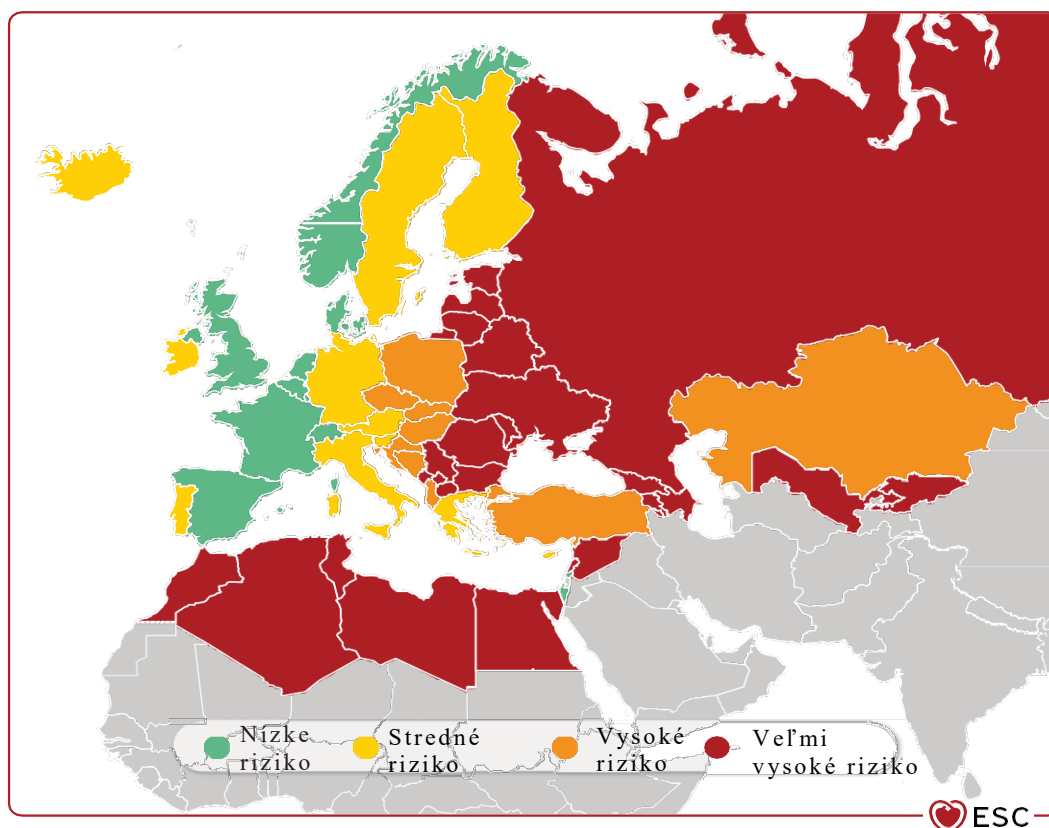 Nízke
riziko
Stredné
riziko
Vysoké
riziko
Veľmi
vysoké riziko
ESC